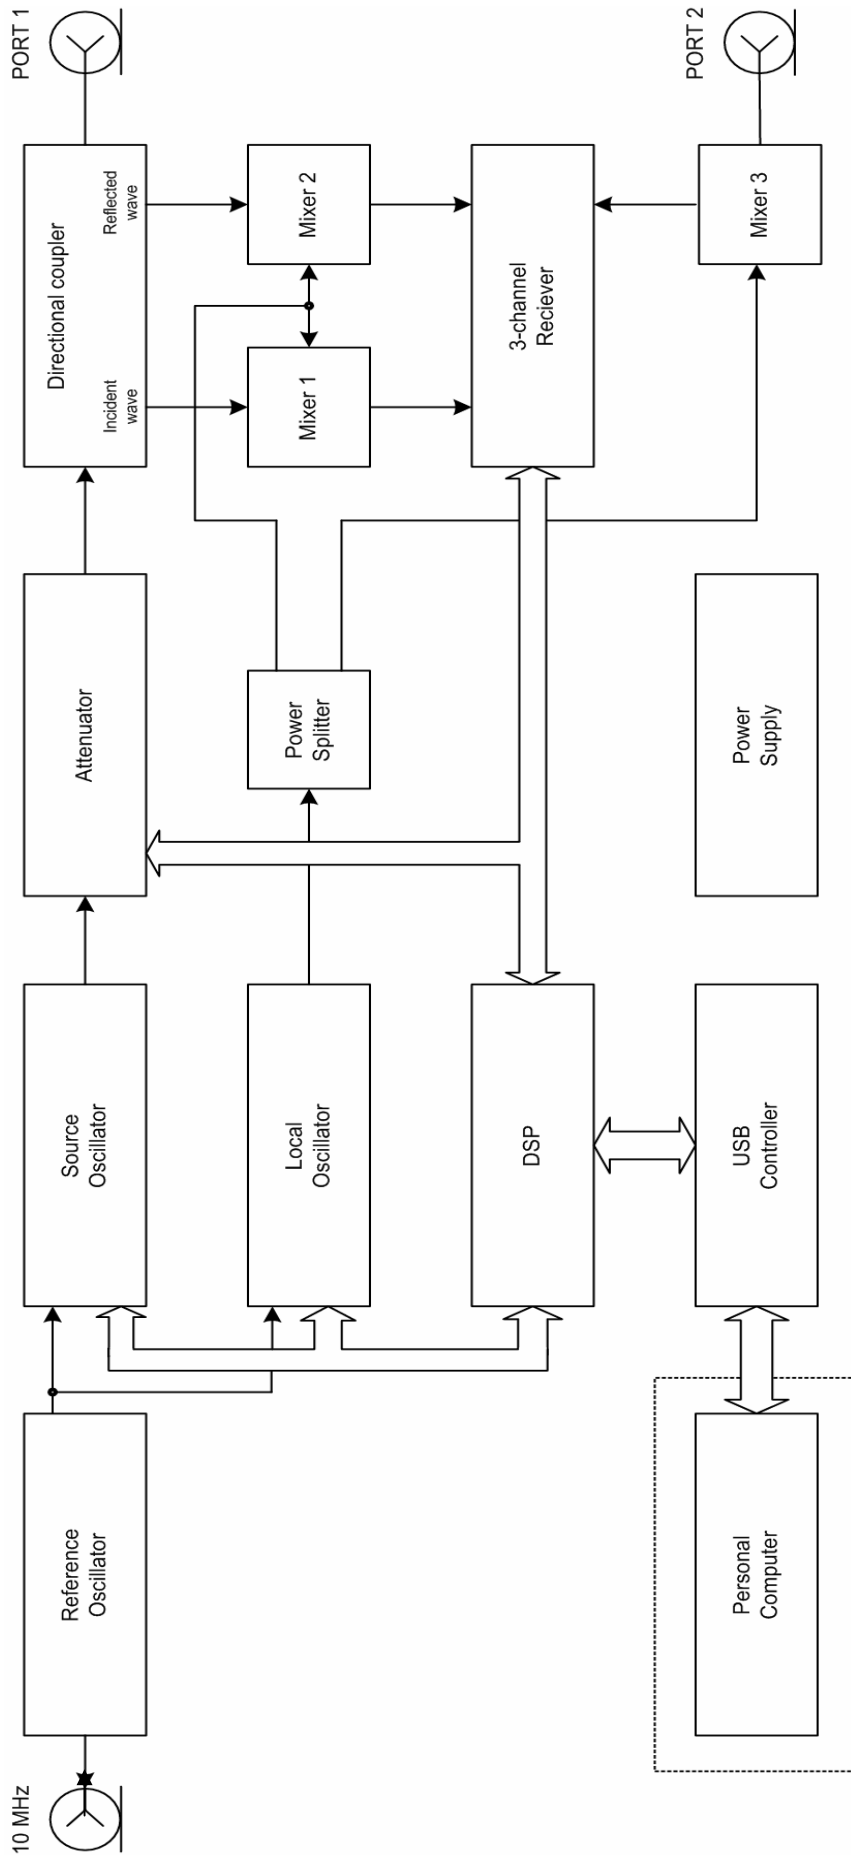 PORT 1
PORT 2
Directional coupler
Reflected
wave
Incident
wave
Mixer 2
Mixer 1
3-channel
Reciever
Mixer 3
Attenuator
Power
Splitter
Power
Supply
Source
Oscillator
Local
Oscillator
DSP
USB
Controller
Reference
Oscillator
Personal
Computer
10 MHz